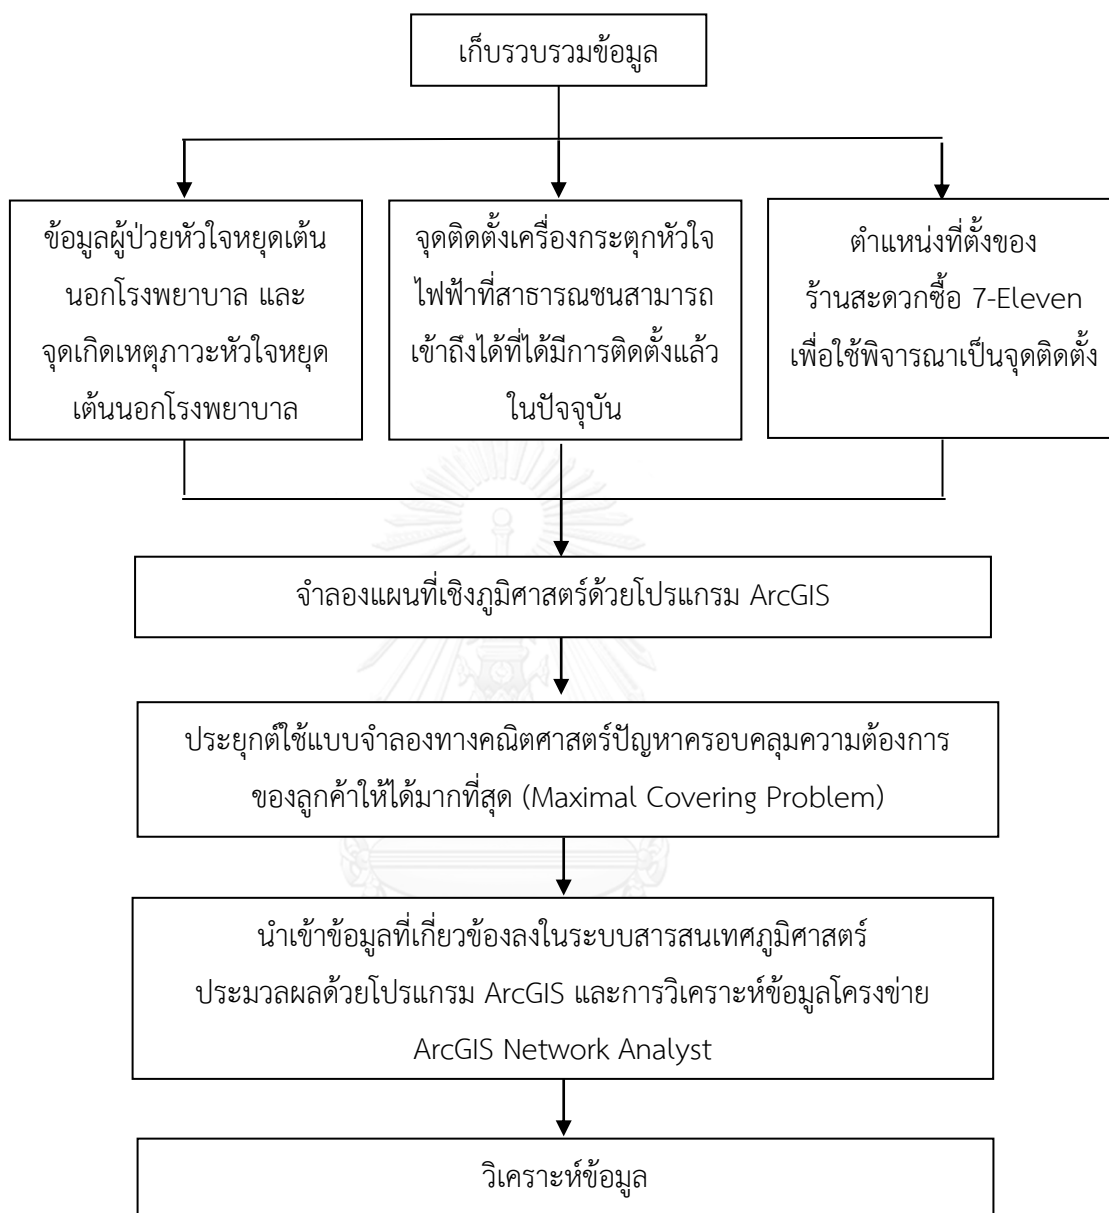 เก็บรวบรวมข้อมูล
ข้อมูลผู้ป่วยหัวใจหยุดเต้น
นอกโรงพยาบาล และ
จุดเกิดเหตุภาวะหัวใจหยุด
เต้นนอกโรงพยาบาล
จุดติดตั้งเครื่องกระตุกหัวใจ
ไฟฟ้าที่สาธารณชนสามารถ
เข้าถึงได้ที่ได้มีการติดตั้งแล้ว
ในปัจจุบัน
ตำแหน่งที่ตั้งของ
ร้านสะดวกซื้อ 7-Eleven
เพื่อใช้พิจารณาเป็นจุดติดตั้ง
จำลองแผนที่เชิงภูมิศาสตร์ด้วยโปรแกรม ArcGIS
ประยุกต์ใช้แบบจำลองทางคณิตศาสตร์ปัญหาครอบคลุมความต้องการ
ของลูกค้าให้ได้มากที่สุด (Maximal Covering Problem)
นำเข้าข้อมูลที่เกี่ยวข้องลงในระบบสารสนเทศภูมิศาสตร์
ประมวลผลด้วยโปรแกรม ArcGIS และการวิเคราะห์ข้อมูลโครงข่าย
ArcGIS Network Analyst
วิเคราะห์ข้อมูล